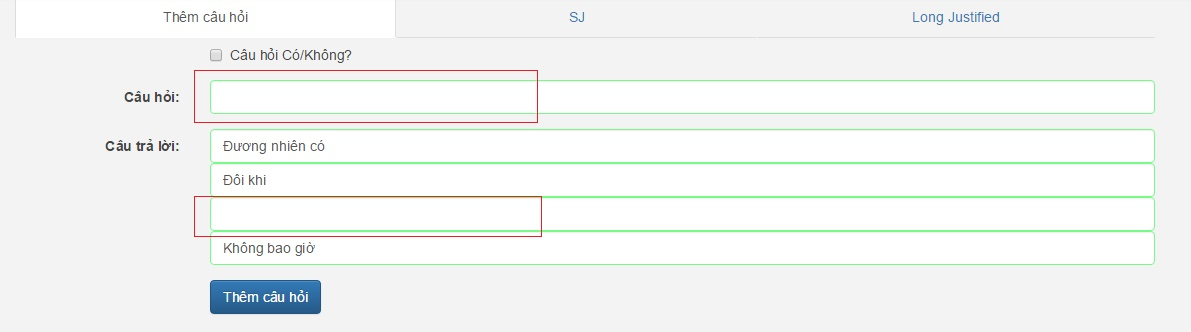 Thêm câu hỏi
SJ
Long Justified
Câu hỏi Có/Không?
Câu hỏi:
Câu trả lời:
Đương nhiên có
Đôi khi
Không bao giờ
Thêm câu hỏi